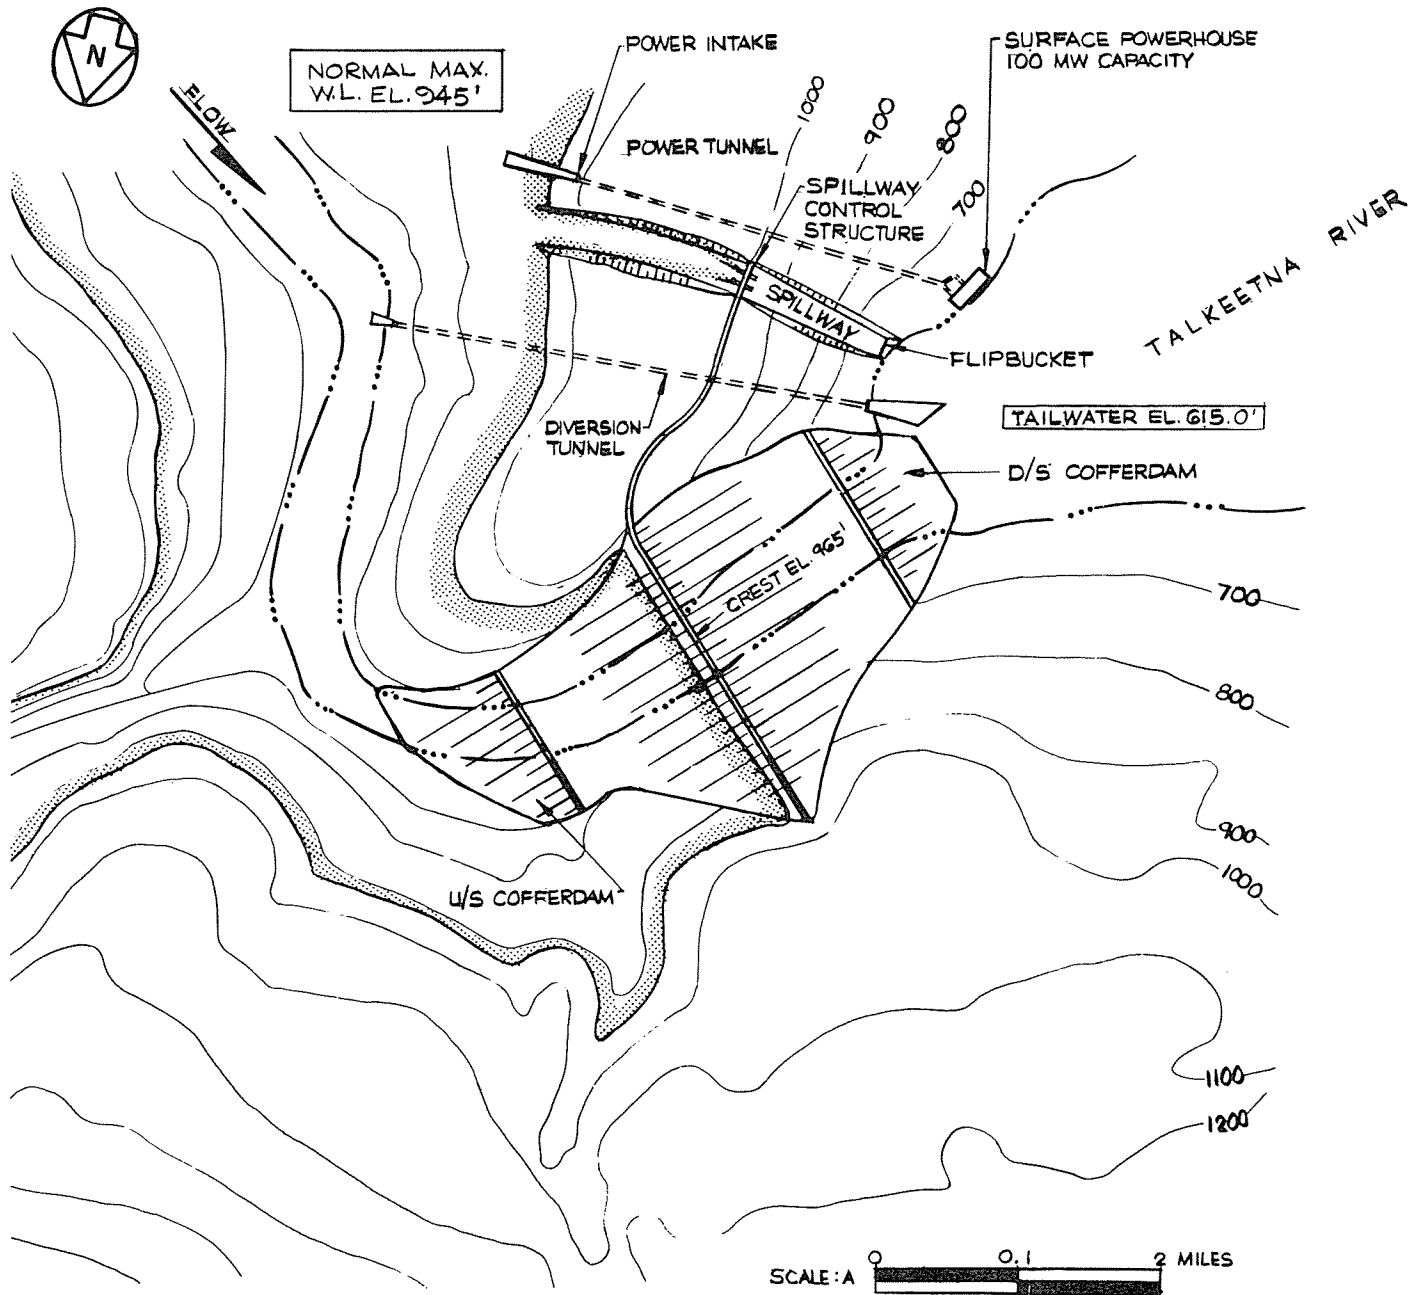 N
NORMAL MAX.
W.L. EL. 945'
FLOW
POWER INTAKE
SURFACE POWERHOUSE
100 MW CAPACITY
POWER TUNNEL
1000
900
800
700
SPILLWAY
CONTROL
STRUCTURE
TALKEETNA RIVER
SPILLWAY
FLIPBUCKET
DIVERSION
TUNNEL
TAILWATER EL. 615.0'
D/S COFFERDAM
CREST EL. 965'
700
800
900
1000
U/S COFFERDAM
1100
1200
SCALE: A
0 0.1 2 MILES